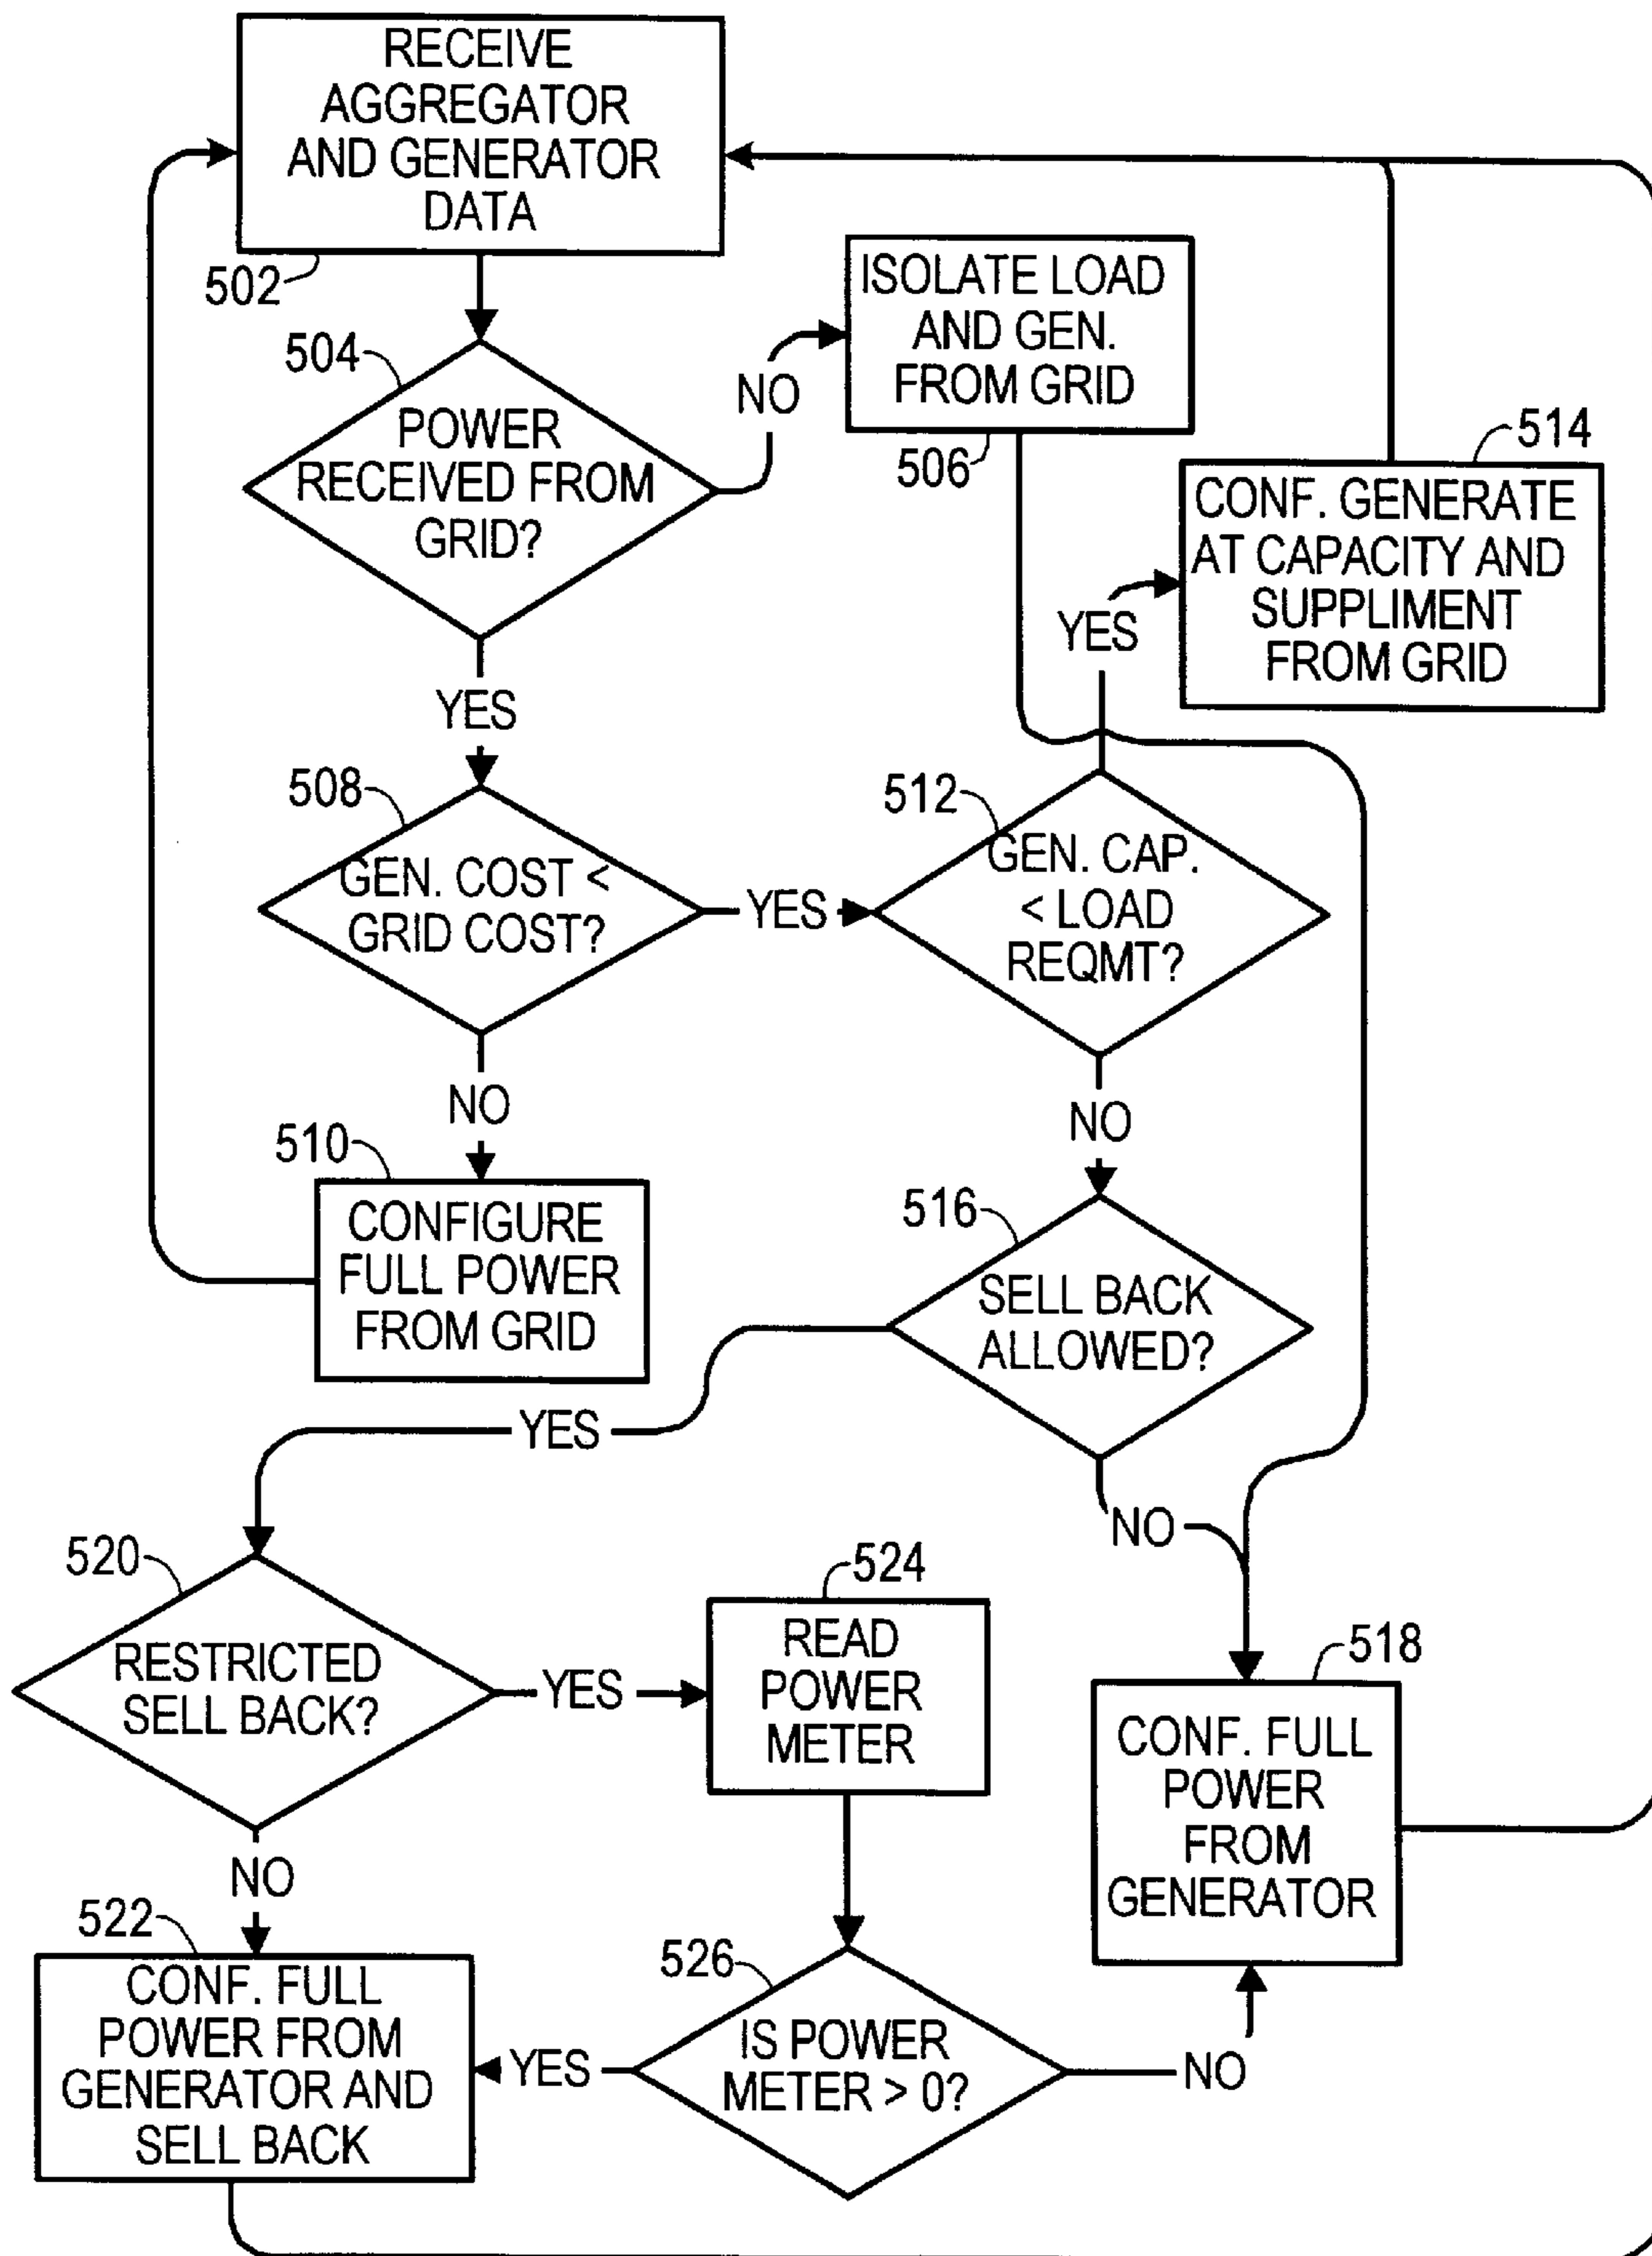 RECEIVE
AGGREGATOR
AND GENERATOR
DATA
502
504
POWER
RECEIVED FROM
GRID?
NO
ISOLATE LOAD
AND GEN.
FROM GRID
506
514
CONF. GENERATE
AT CAPACITY AND
SUPPLIMENT
FROM GRID
YES
YES
508
GEN. COST <
GRID COST?
YES
512
GEN. CAP.
< LOAD
REQMT?
NO
NO
510
CONFIGURE
FULL POWER
FROM GRID
516
SELL BACK
ALLOWED?
YES
NO
520
RESTRICTED
SELL BACK?
YES
524
READ
POWER
METER
518
CONF. FULL
POWER
FROM
GENERATOR
NO
522
CONF. FULL
POWER FROM
GENERATOR AND
SELL BACK
YES
526
IS POWER
METER > 0?
NO